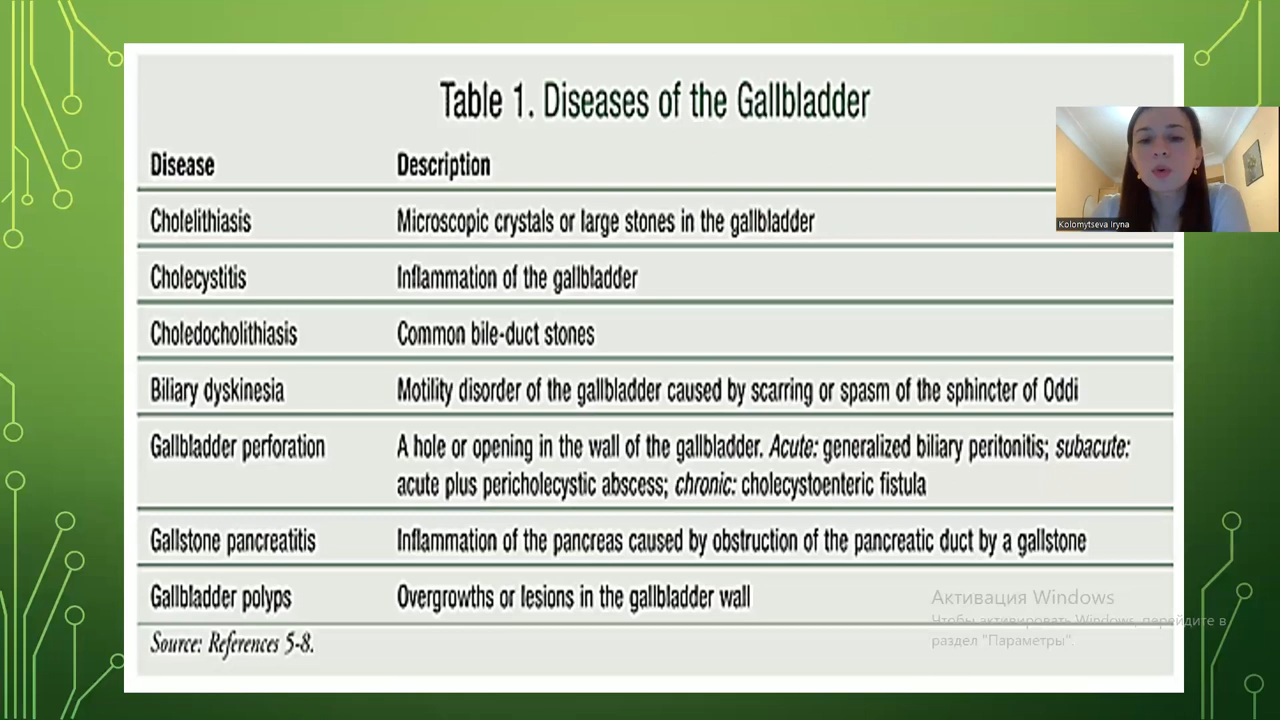 Table 1. Diseases of the Gallbladder
Disease Description
Cholelithiasis Microscopic crystals or large stones in the gallbladder
Cholecystitis Inflammation of the gallbladder
Choledocholithiasis Common bile-duct stones
Biliary dyskinesia Motility disorder of the gallbladder caused by scarring or spasm of the sphincter of Oddi
Gallbladder perforation A hole or opening in the wall of the gallbladder. Acute: generalized biliary peritonitis; subacute:
acute plus pericholecystic abscess; chronic: cholecystoenteric fistula
Gallstone pancreatitis Inflammation of the pancreas caused by obstruction of the pancreatic duct by a gallstone
Gallbladder polyps Overgrowths or lesions in the gallbladder wall
Source: References 5-8.
Kolomytseva Iryna
Активация Windows
Чтобы активировать Windows, перейдите в
раздел "Параметры".